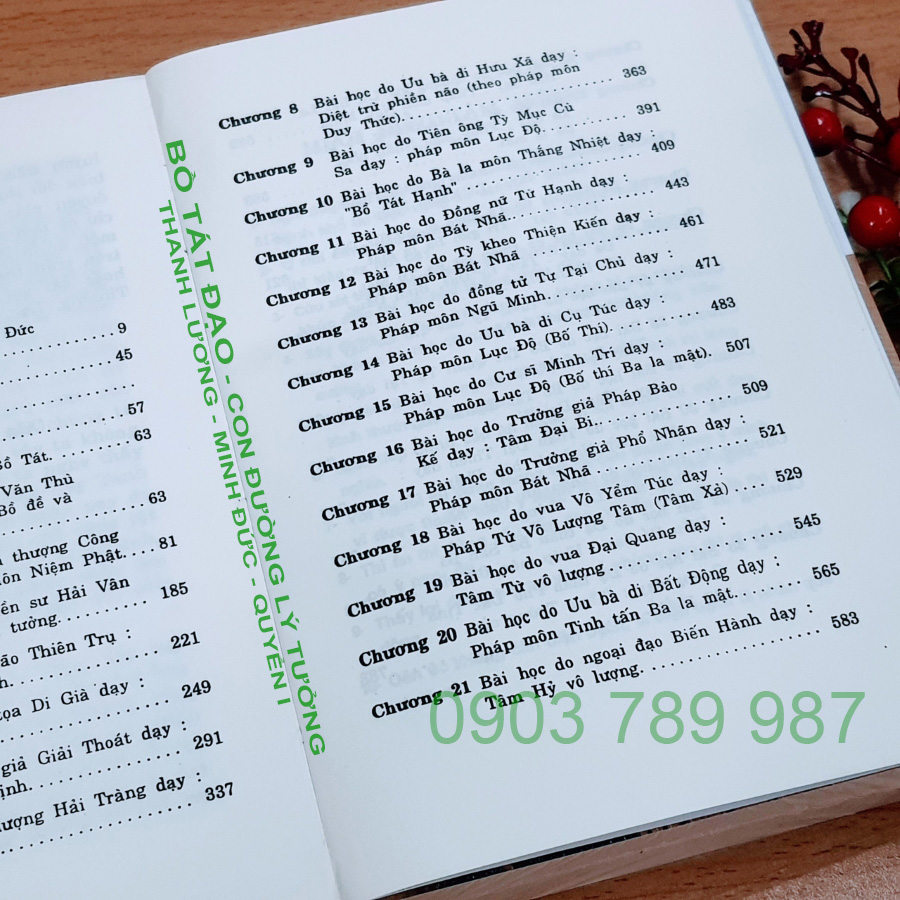 Đức
9
45
57
Bồ Tát. 63
Văn Thù
Bồ đề và
63
thượng Công
môn Niệm Phật. 81
sư Hải Vân
tưởng. 185
Thiên Trụ :
221
Di Già dạy :
249
giả Giải Thoát dạy :
291
Hải Tràng dạy :
337
Chương 8 Bài học do Ưu bà di Hưu Xã dạy :
Diệt trừ phiền não (theo pháp môn
Duy Thức). 363
Chương 9 Bài học do Tiên ông Tỳ Mục Cù
Sa dạy : pháp môn Lục Độ. 391
Chương 10 Bài học do Bà la môn Thắng Nhiệt dạy :
"Bồ Tát Hạnh" 409
Chương 11 Bài học do Đồng nữ Từ Hạnh dạy
Pháp môn Bát Nhã. 443
Chương 12 Bài học do Tỳ kheo Thiện Kiến dạy :
Pháp môn Bát Nhã 461
Chương 13 Bài học do đồng tử Tự Tại Chủ dạy :
Pháp môn Ngũ Minh. 471
Chương 14 Bài học do Ưu bà di Cụ Túc dạy :
Pháp môn Lục Độ (Bố Thí). 483
Chương 15 Bài học do Cư sĩ Minh Trí dạy :
Pháp môn Lục Độ (Bố thí Ba la mật). 507
Chương 16 Bài học do Trưởng giả Pháp Bảo
Kế dạy : Tâm Đại Bi. 509
Chương 17 Bài học do Trưởng giả Phổ Nhãn dạy :
Pháp môn Bát Nhã 521
Chương 18 Bài học do vua Vô Yểm Túc dạy :
Pháp Tứ Vô Lượng Tâm (Tâm Xả) 529
Chương 19 Bài học do vua Đại Quang dạy :
Tâm Từ vô lượng 545
Chương 20 Bài học do Ưu bà di Bất Động dạy :
Pháp môn Tinh tấn Ba la mật. 565
Chương 21 Bài học do ngoại đạo Biến Hành dạy :
Tâm Hỷ vô lượng. 583
BỒ TÁT ĐẠO - CON ĐƯỜNG LÝ TƯỞNG
THANH LƯƠNG - MINH ĐỨC - QUYỂN I
0903 789 987